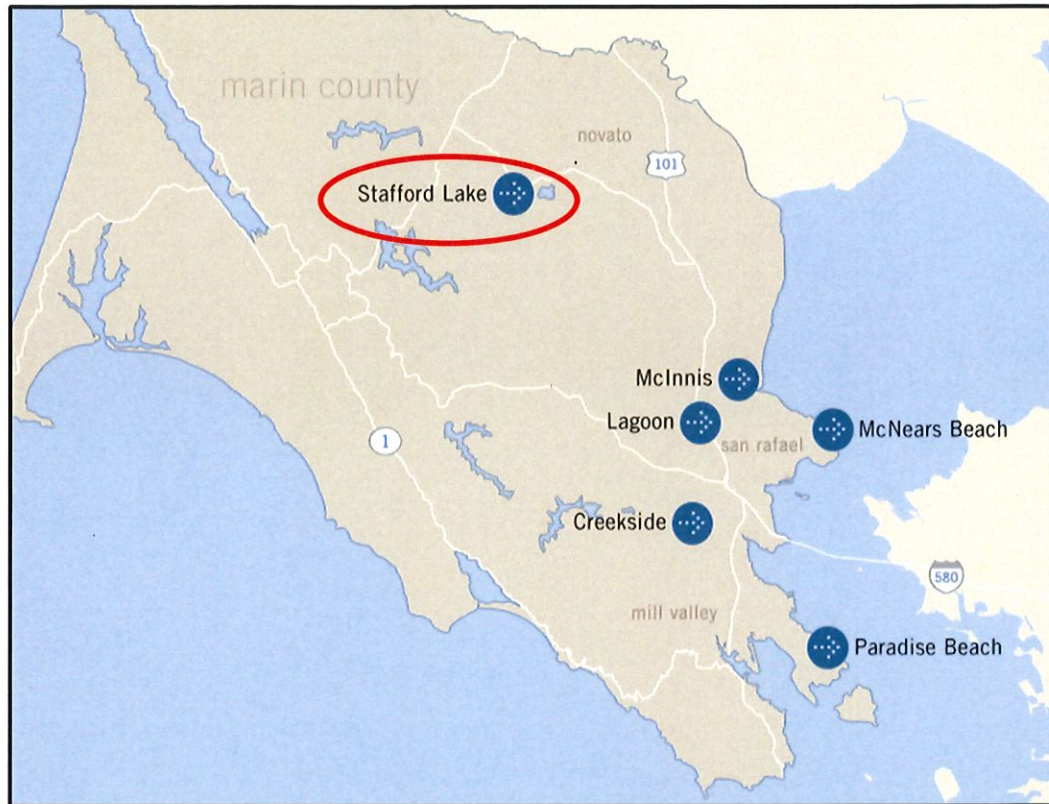 marin county
novato
101
Stafford Lake
McInnis
Lagoon
McNears Beach
san rafael
1
Creekside
580
mill valley
Paradise Beach